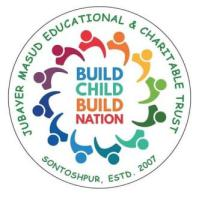 JUBAYER MASUD EDUCATIONAL & CHARITABLE TRUST
BUILD
CHILD
BUILD
NATION
SONTOSHPUR, ESTD. 2007